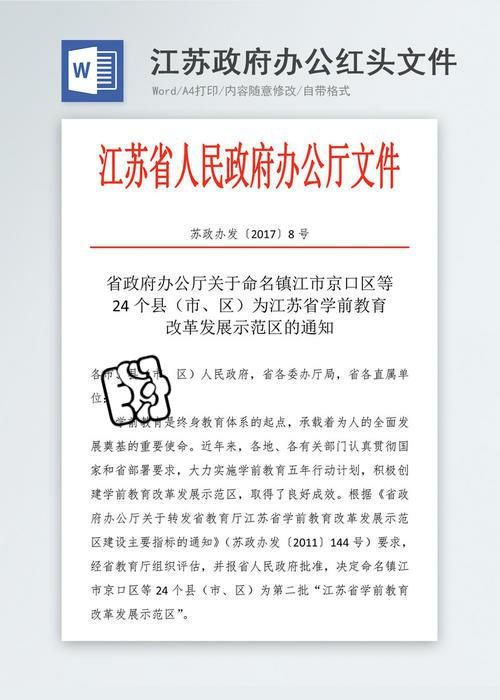 W
江苏政府办公红头文件
Word/A4打印/内容随意修改/自带格式
江苏省人民政府办公厅文件
苏政办发〔2017〕8 号
省政府办公厅关于命名镇江市京口区等
24 个县（市、区）为江苏省学前教育
改革发展示范区的通知
各市、县（市、区）人民政府，省各委办厅局，省各直属单
位：
学前教育是终身教育体系的起点，承载着为人的全面发
展奠基的重要使命。近年来，各地、各有关部门认真贯彻国
家和省部署要求，大力实施学前教育五年行动计划，积极创
建学前教育改革发展示范区，取得了良好成效。根据《省政
府办公厅关于转发省教育厅江苏省学前教育改革发展示范
区建设主要指标的通知》（苏政办发〔2011〕144 号）要求，
经省教育厅组织评估，并报省人民政府批准，决定命名镇江
市京口区等 24 个县（市、区）为第二批“江苏省学前教育
改革发展示范区”。